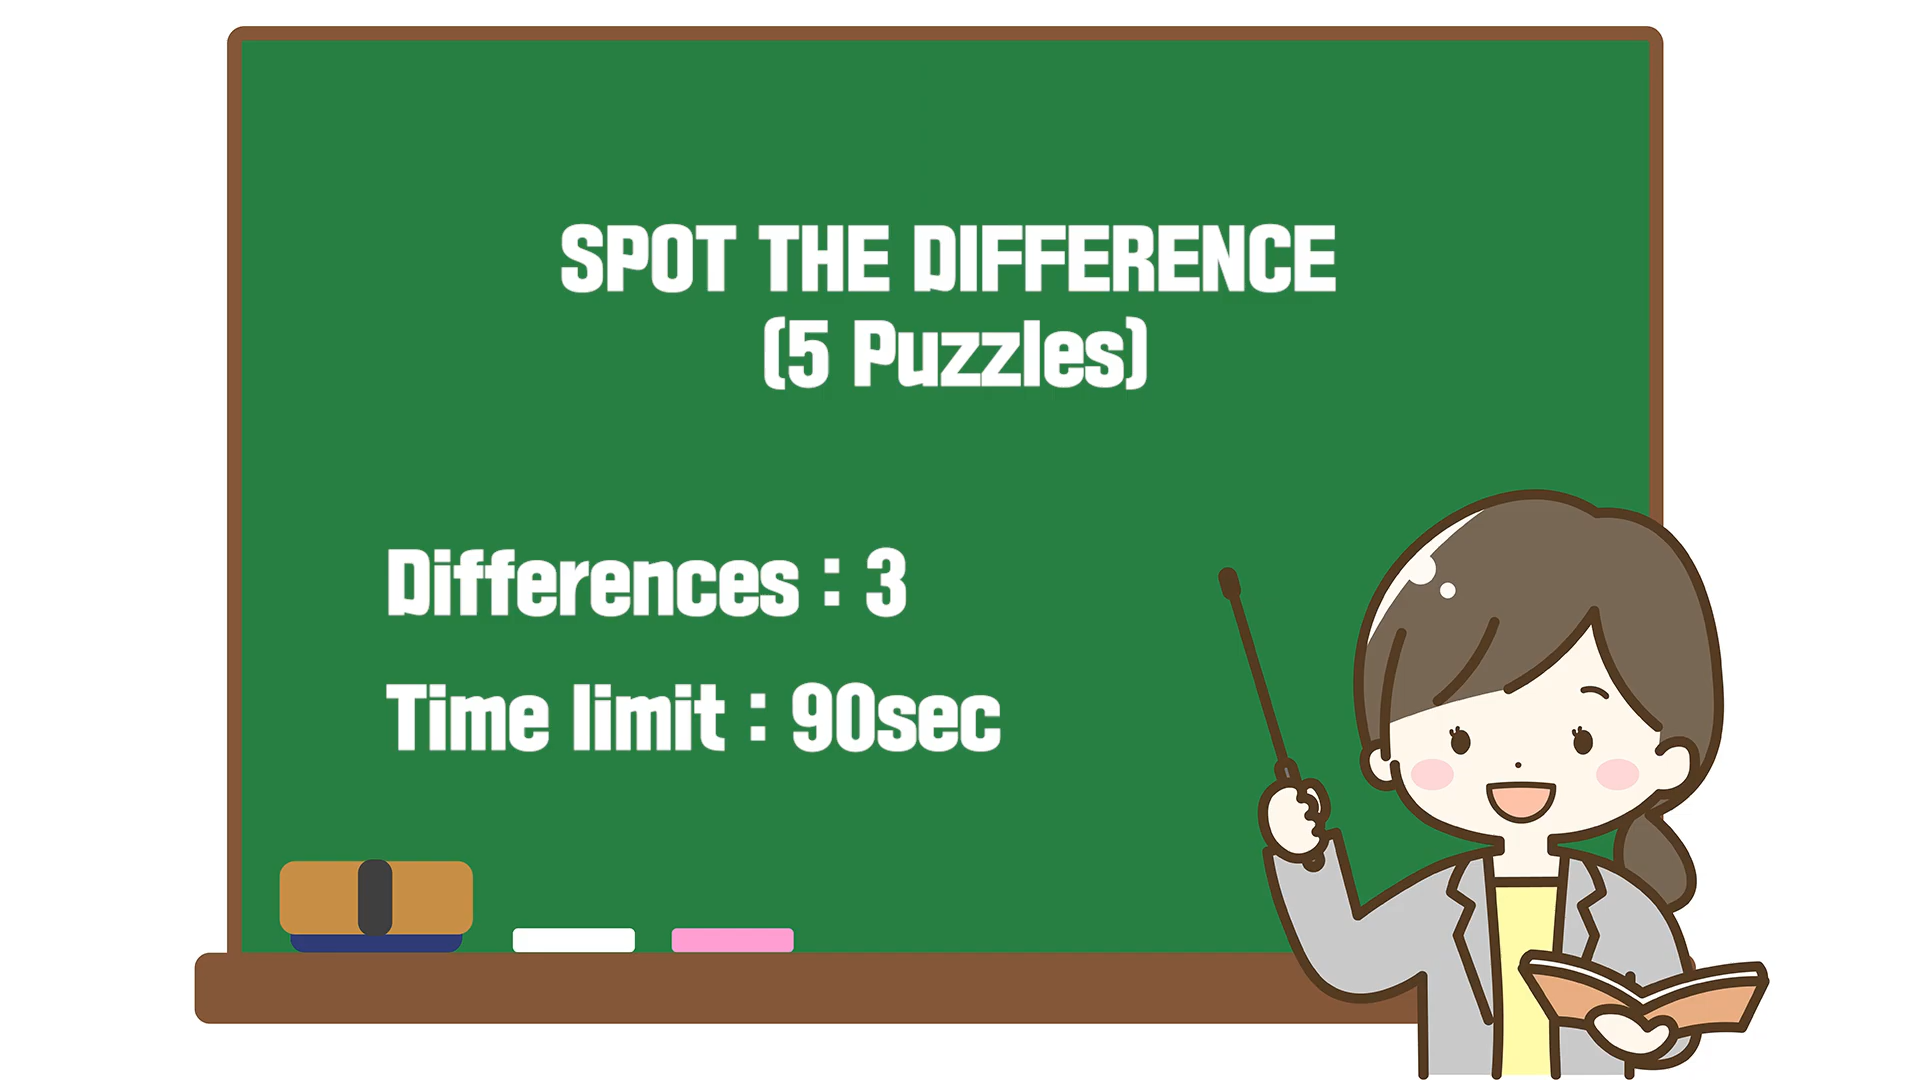 SPOT THE DIFFERENCE
(5 Puzzles)
Differences : 3
Time limit : 90sec